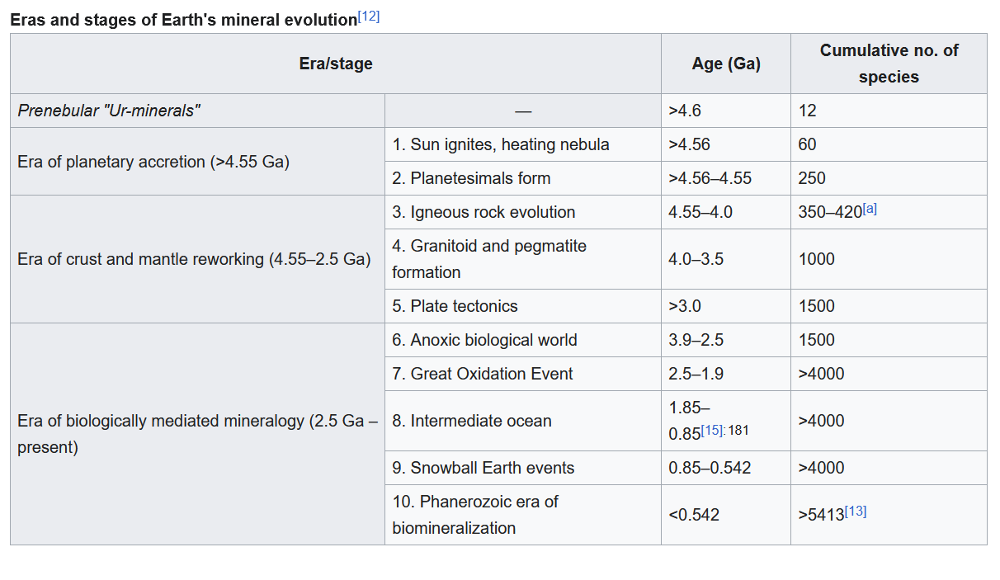 Eras and stages of Earth's mineral evolution[12]
Era/stage
Age (Ga)
Cumulative no. of
species
Prenebular "Ur-minerals"
—
>4.6
12
Era of planetary accretion (>4.55 Ga)
1. Sun ignites, heating nebula
>4.56
60
2. Planetesimals form
>4.56–4.55
250
Era of crust and mantle reworking (4.55–2.5 Ga)
3. Igneous rock evolution
4.55–4.0
350–420[a]
4. Granitoid and pegmatite
formation
4.0–3.5
1000
5. Plate tectonics
>3.0
1500
Era of biologically mediated mineralogy (2.5 Ga –
present)
6. Anoxic biological world
3.9–2.5
1500
7. Great Oxidation Event
2.5–1.9
>4000
8. Intermediate ocean
1.85–
0.85[15]:181
>4000
9. Snowball Earth events
0.85–0.542
>4000
10. Phanerozoic era of
biomineralization
<0.542
>5413[13]